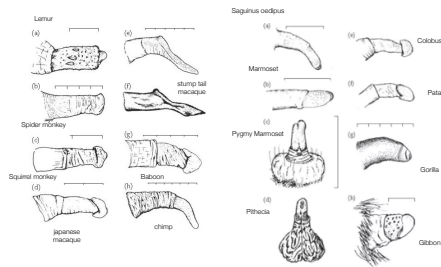 Lemur
(a)
(e)
stump tail
macaque
(b)
(f)
Spider monkey
(c)
(g)
Squirrel monkey
Baboon
(d)
(h)
japanese
macaque
chimp
Saguinus oedipus
(a)
(e)
Colobus
Marmoset
(b)
(f)
Pata
(c)
(g)
Pygmy Marmoset
Gorilla
(d)
(h)
Pithecia
Gibbon